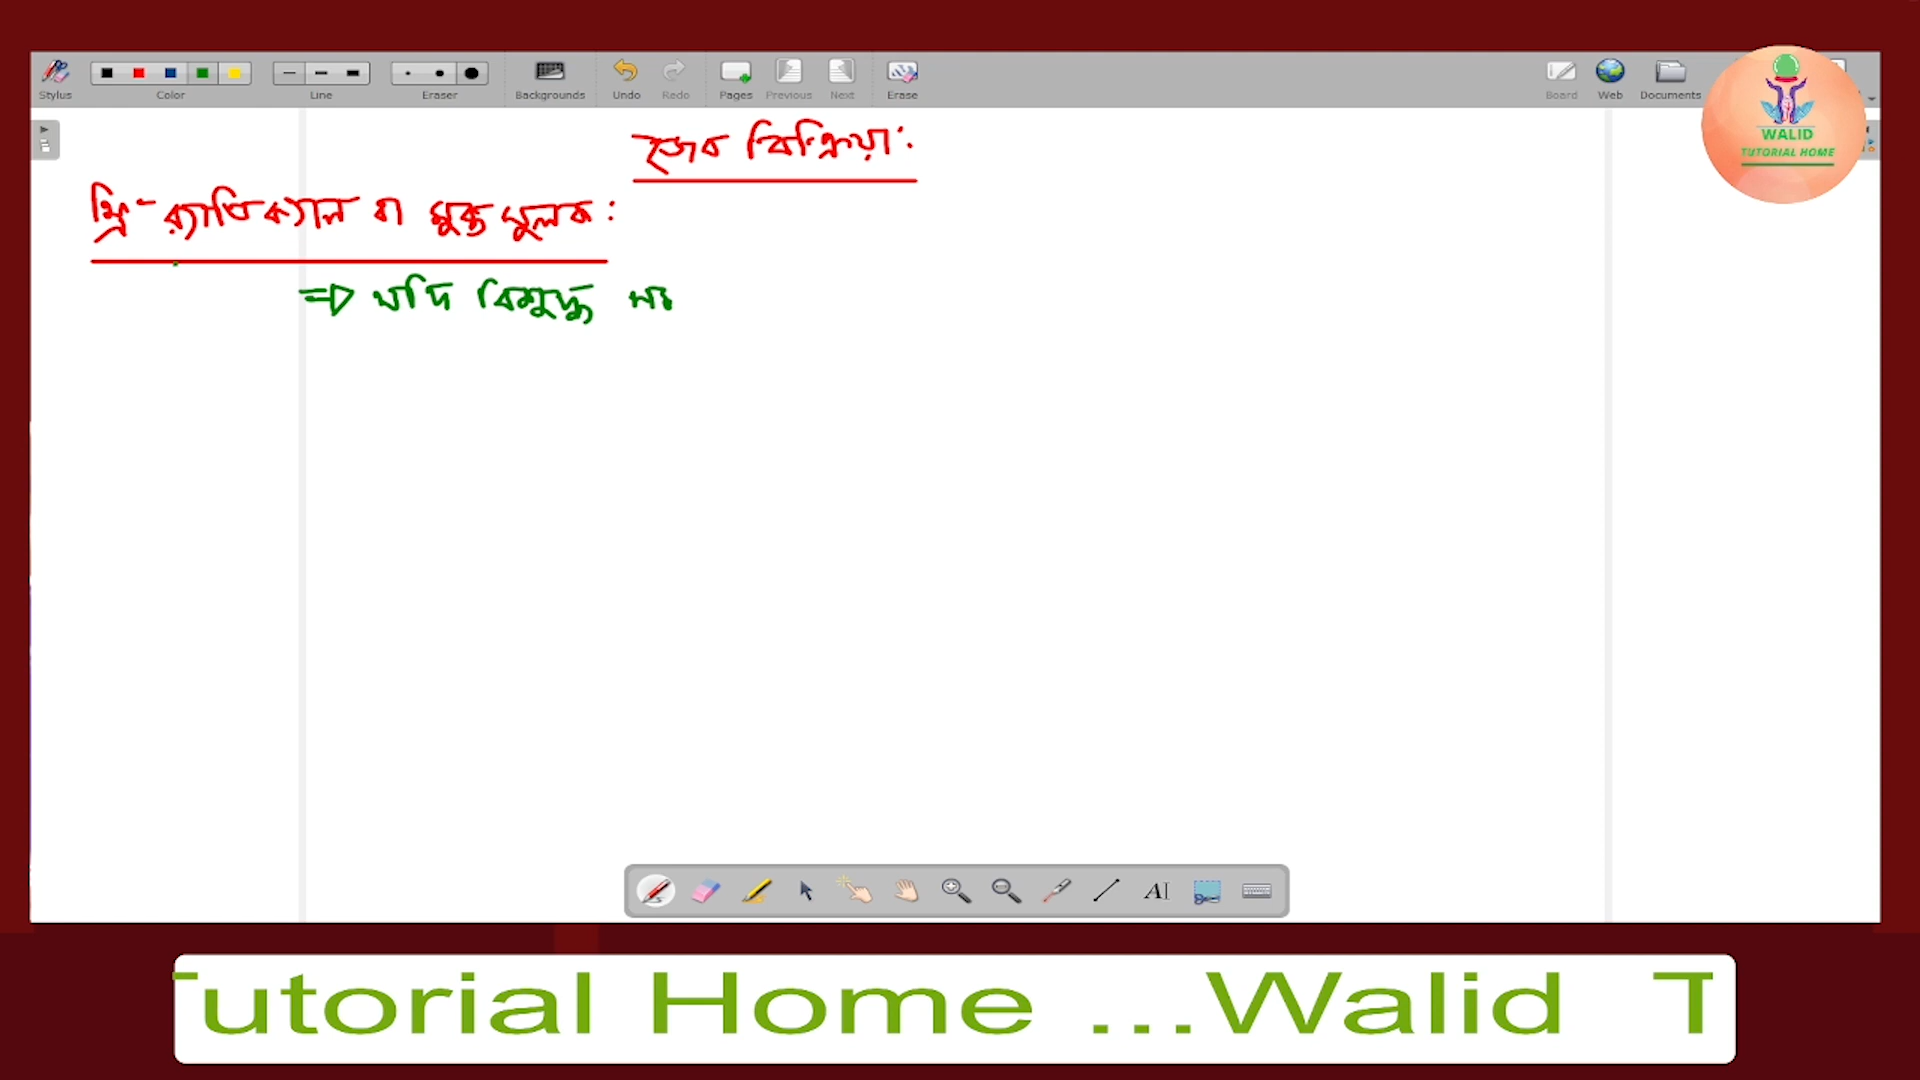 Stylus
Color
Line
Eraser
Backgrounds
Undo
Redo
Pages
Previous
Next
Erase
Board
Web
Documents
WALID
TUTORIAL HOME
জৈব বিক্রিয়া:
ফ্রি-র‍্যাডিক্যাল বা মুক্ত মূলক:
⇒ যদি বিশুদ্ধ
AI
Tutorial Home ...Walid T